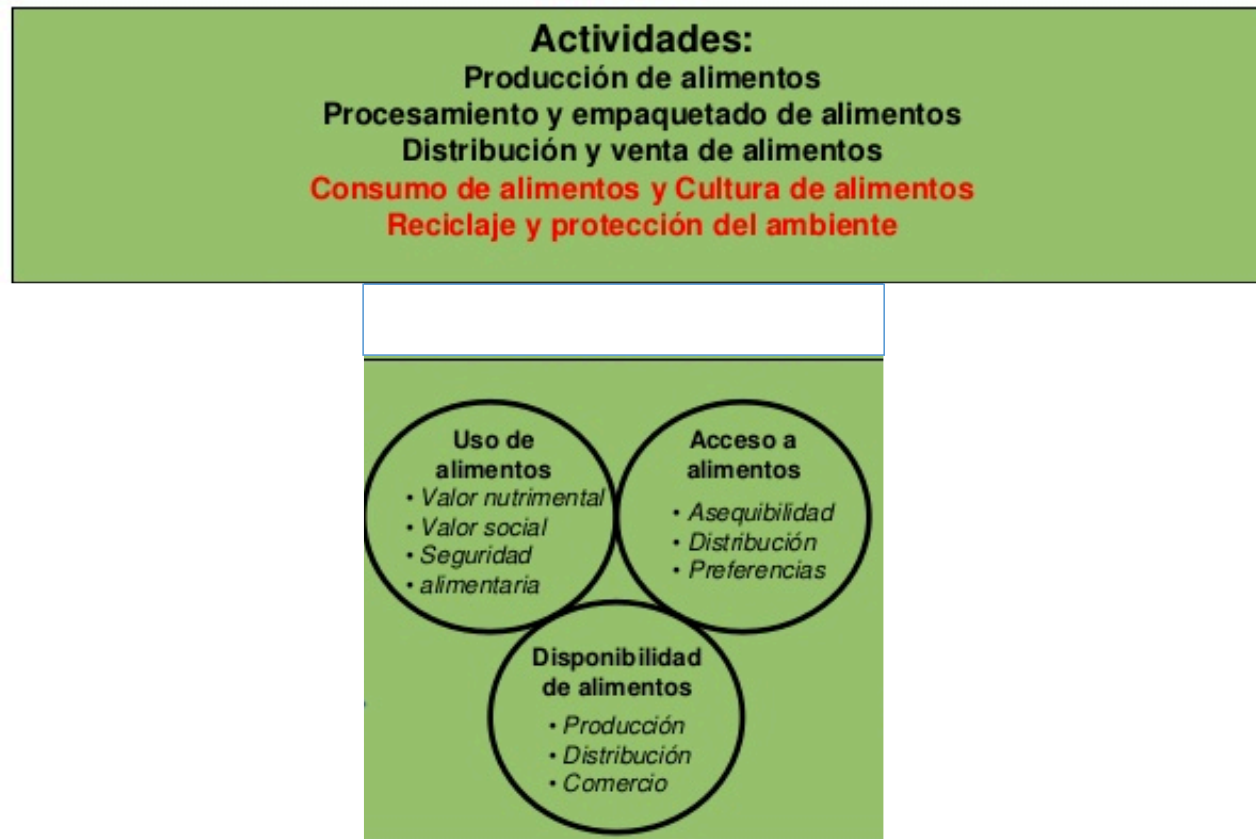 Actividades:
Producción de alimentos
Procesamiento y empaquetado de alimentos
Distribución y venta de alimentos
Consumo de alimentos y Cultura de alimentos
Reciclaje y protección del ambiente
Uso de
alimentos
• Valor nutrimental
• Valor social
• Seguridad
• alimentaria
Acceso a
alimentos
• Asequibilidad
• Distribución
• Preferencias
Disponibilidad
de alimentos
• Producción
• Distribución
• Comercio